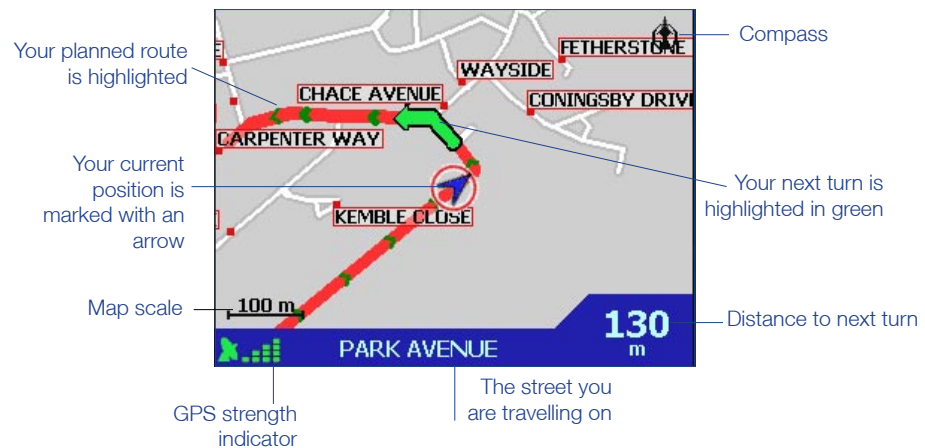 Your planned route
is highlighted
Your current
position is
marked with an
arrow
Map scale
GPS strength
indicator
FETHERSTONE
WAYSIDE
CHACE AVENUE
CONINGSBY DRIV
CARPENTER WAY
KEMBLE CLOSE
100 m
PARK AVENUE
130
m
Compass
Your next turn is
highlighted in green
Distance to next turn
The street you
are travelling on